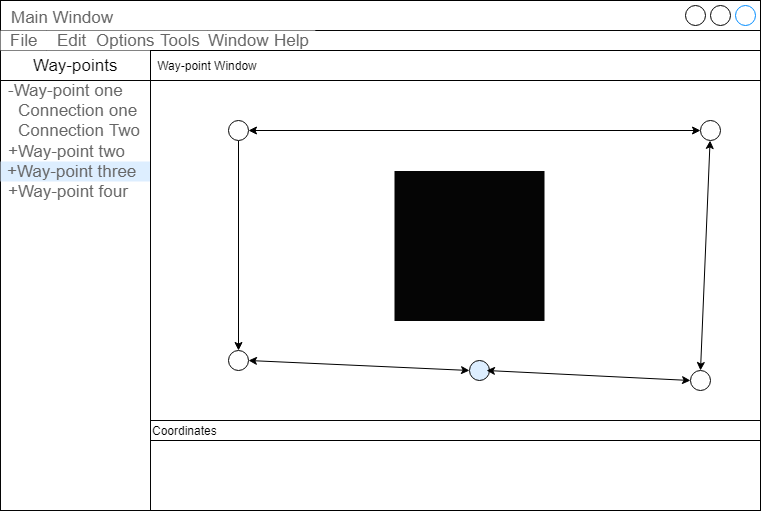 Main Window
File Edit Options Tools Window Help
Way-points
Way-point Window
-Way-point one
Connection one
Connection Two
+Way-point two
+Way-point three
+Way-point four
Coordinates